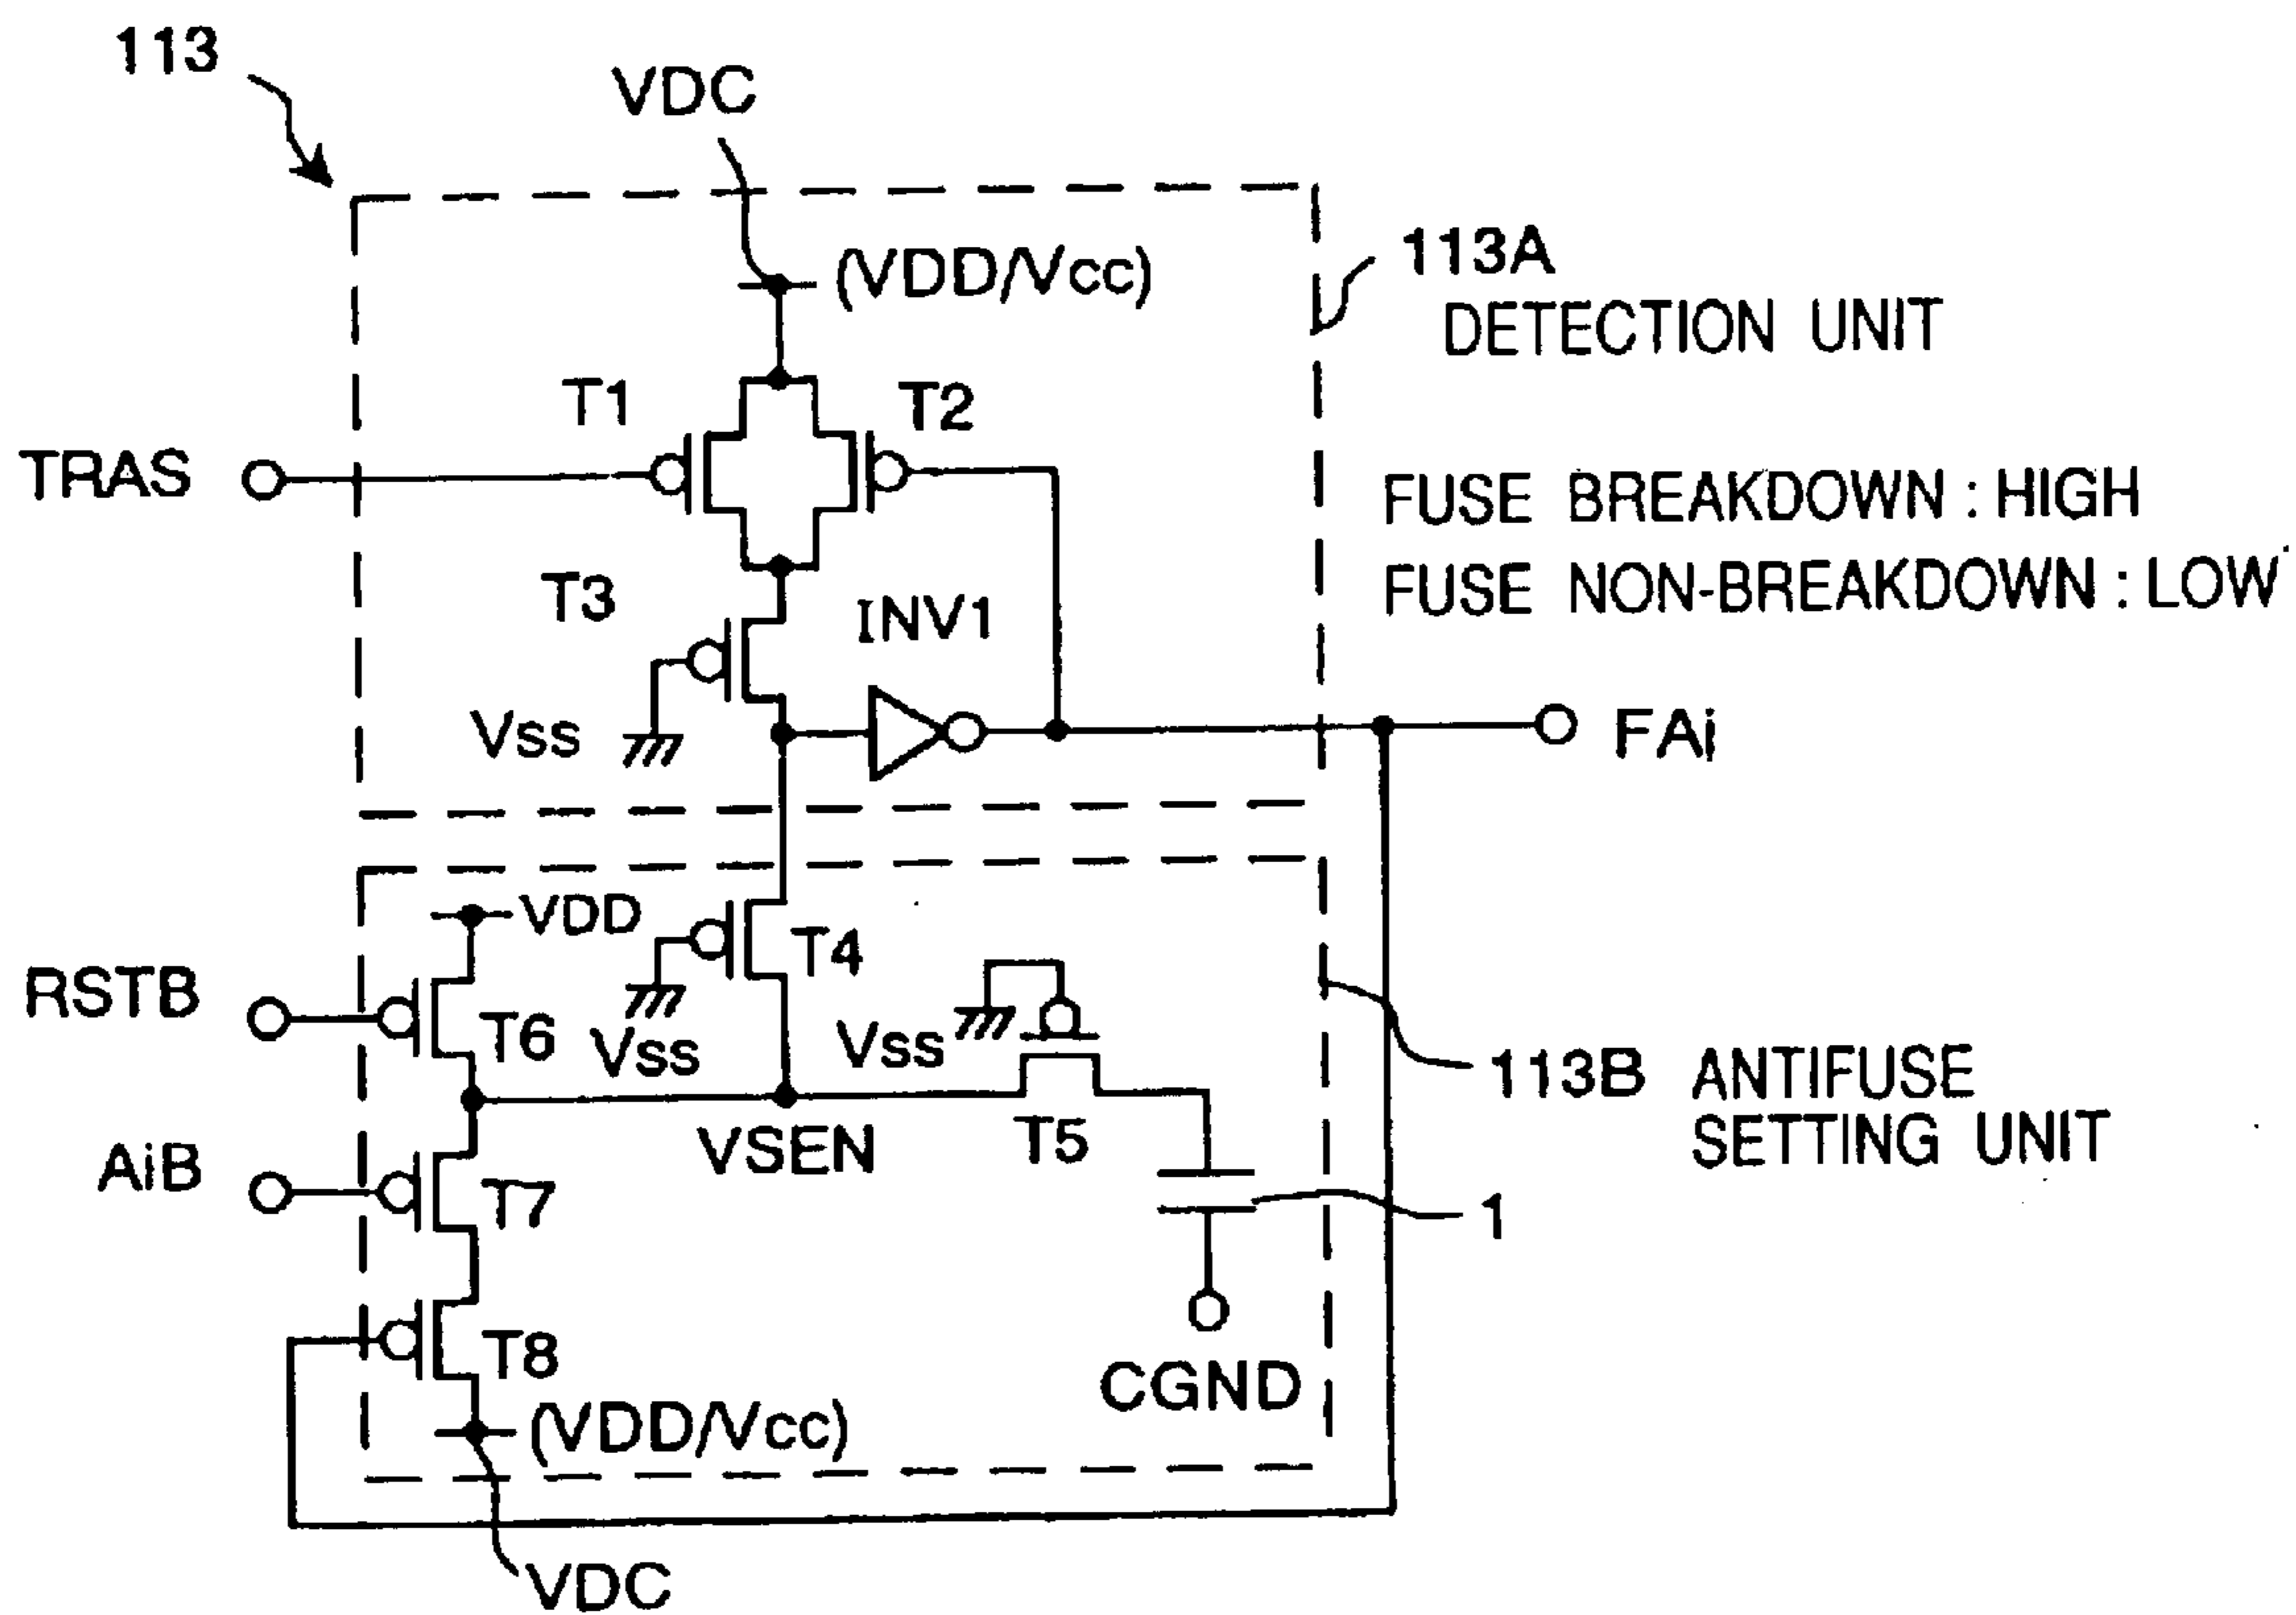 113
VDC
(VDD/Vcc)
113A
DETECTION UNIT
T1
T2
TRAS
FUSE BREAKDOWN : HIGH
FUSE NON-BREAKDOWN : LOW
T3
INV1
Vss
FAi
VDD
T4
RSTB
T6
Vss
Vss
113B ANTIFUSE
SETTING UNIT
VSEN
T5
AiB
T7
1
T8
CGND
(VDD/Vcc)
VDC